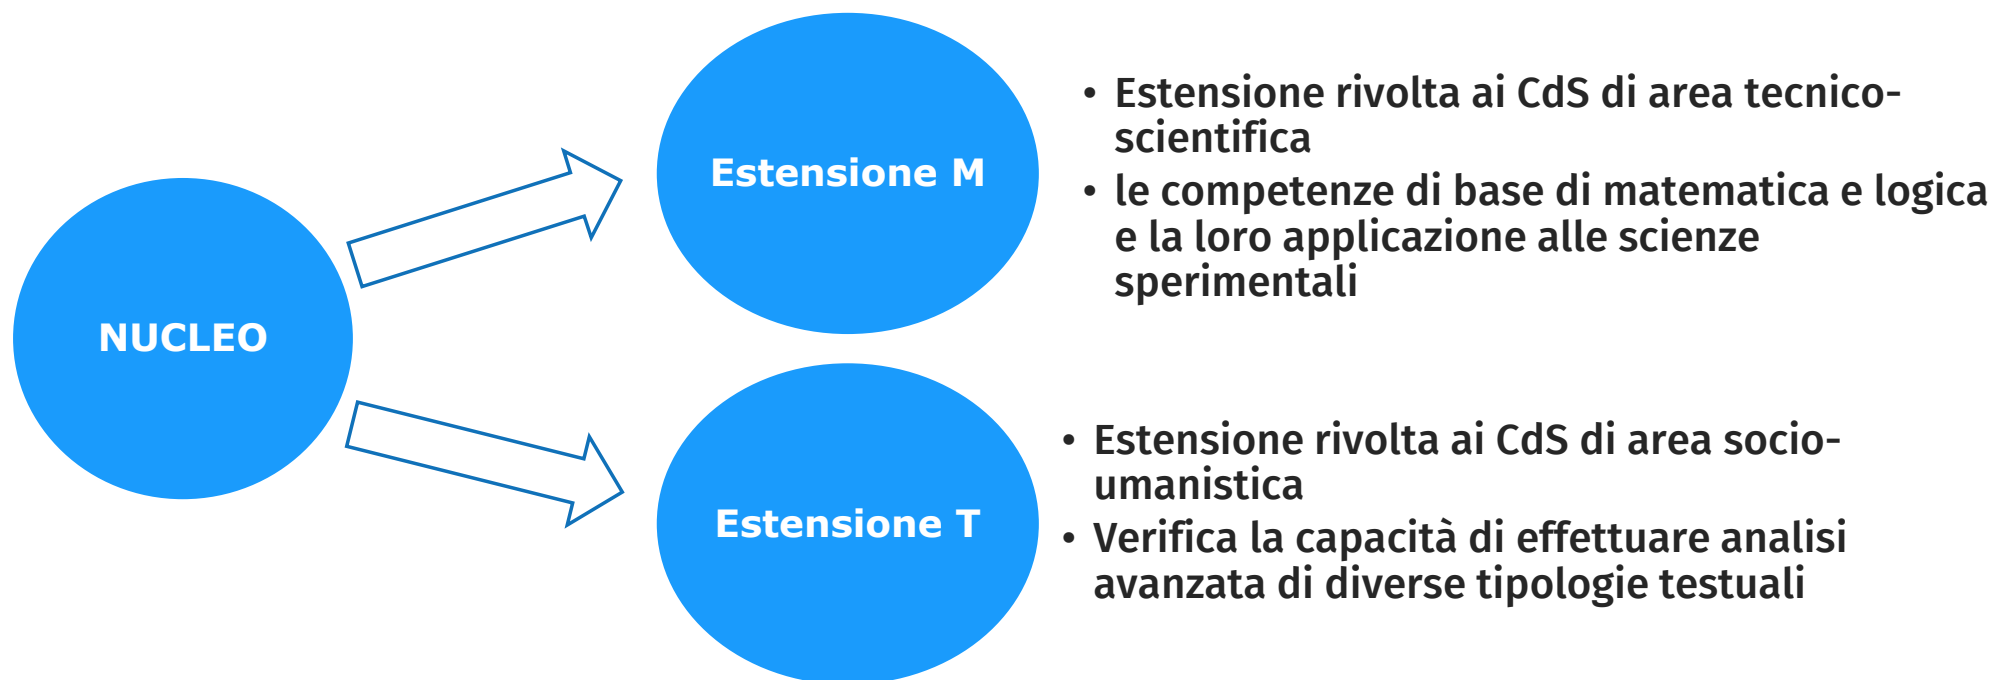 NUCLEO
Estensione M
• Estensione rivolta ai CdS di area tecnico-
scientifica
• le competenze di base di matematica e logica
e la loro applicazione alle scienze
sperimentali
Estensione T
• Estensione rivolta ai CdS di area socio-
umanistica
• Verifica la capacità di effettuare analisi
avanzata di diverse tipologie testuali